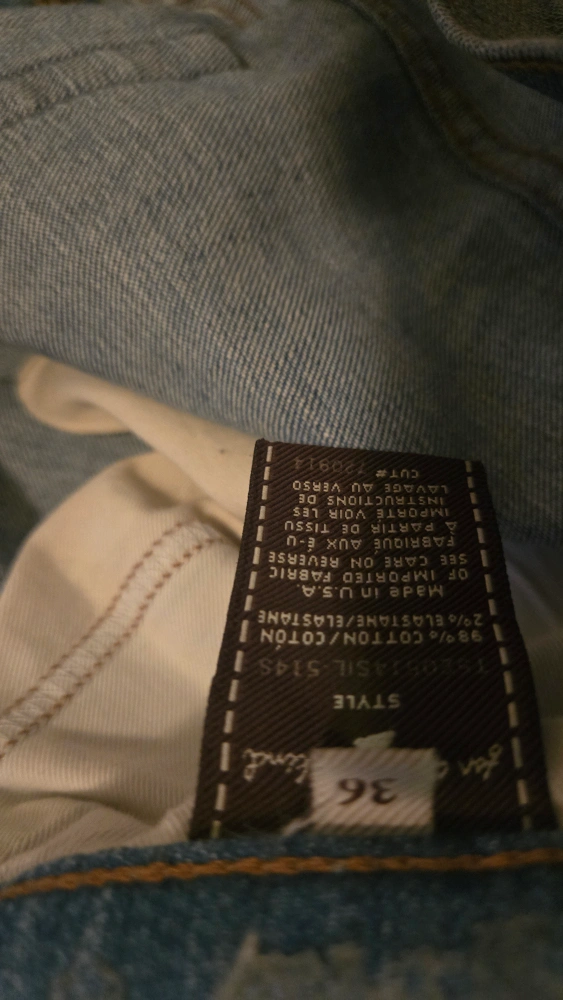 36
STYLE
98% COTTON/COTÓN
2% ELASTANE/ELASTANE
Made in U.S.A.
OF IMPORTED FABRIC
SEE CARE ON REVERSE
FABRIQUÉ AUX É-U
À PARTIR DE TISSU
IMPORTÉ VOIR LES
INSTRUCTIONS DE
LAVAGE AU VERSO
CUT# 720914